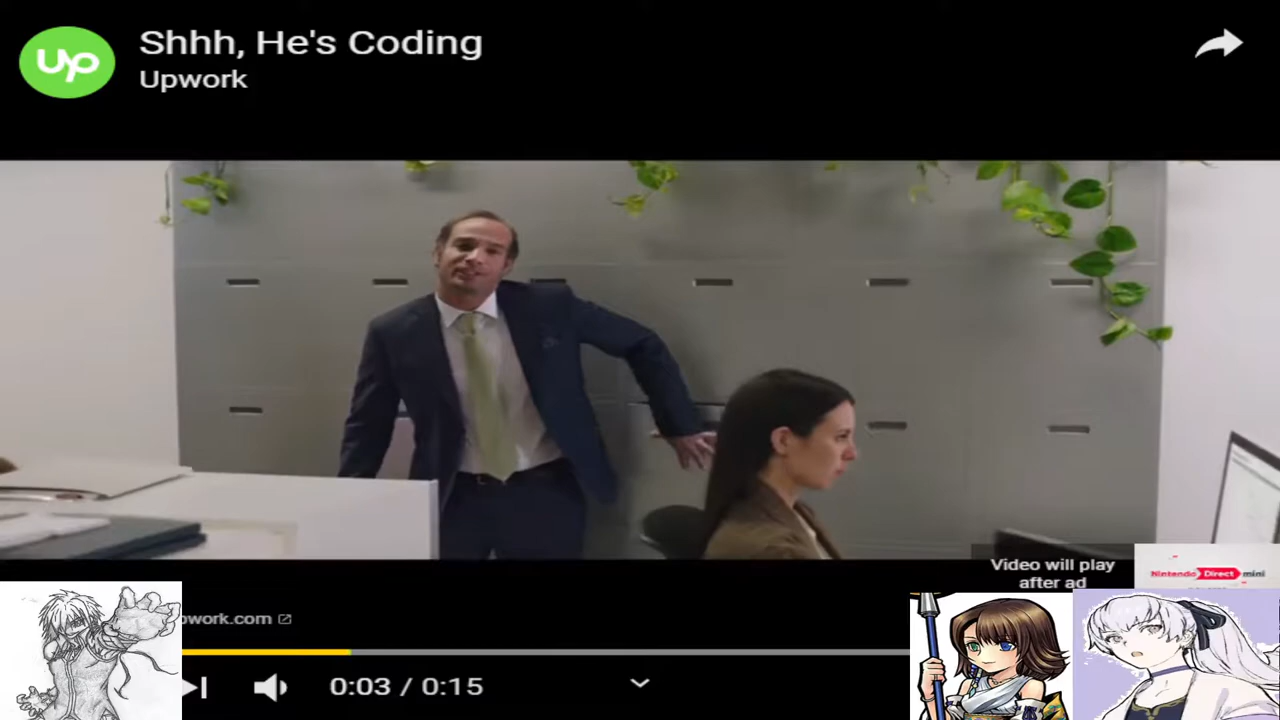 up
Shhh, He's Coding
Upwork
Video will play
after ad
Nintendo Direct mini
pwork.com
0:03 / 0:15